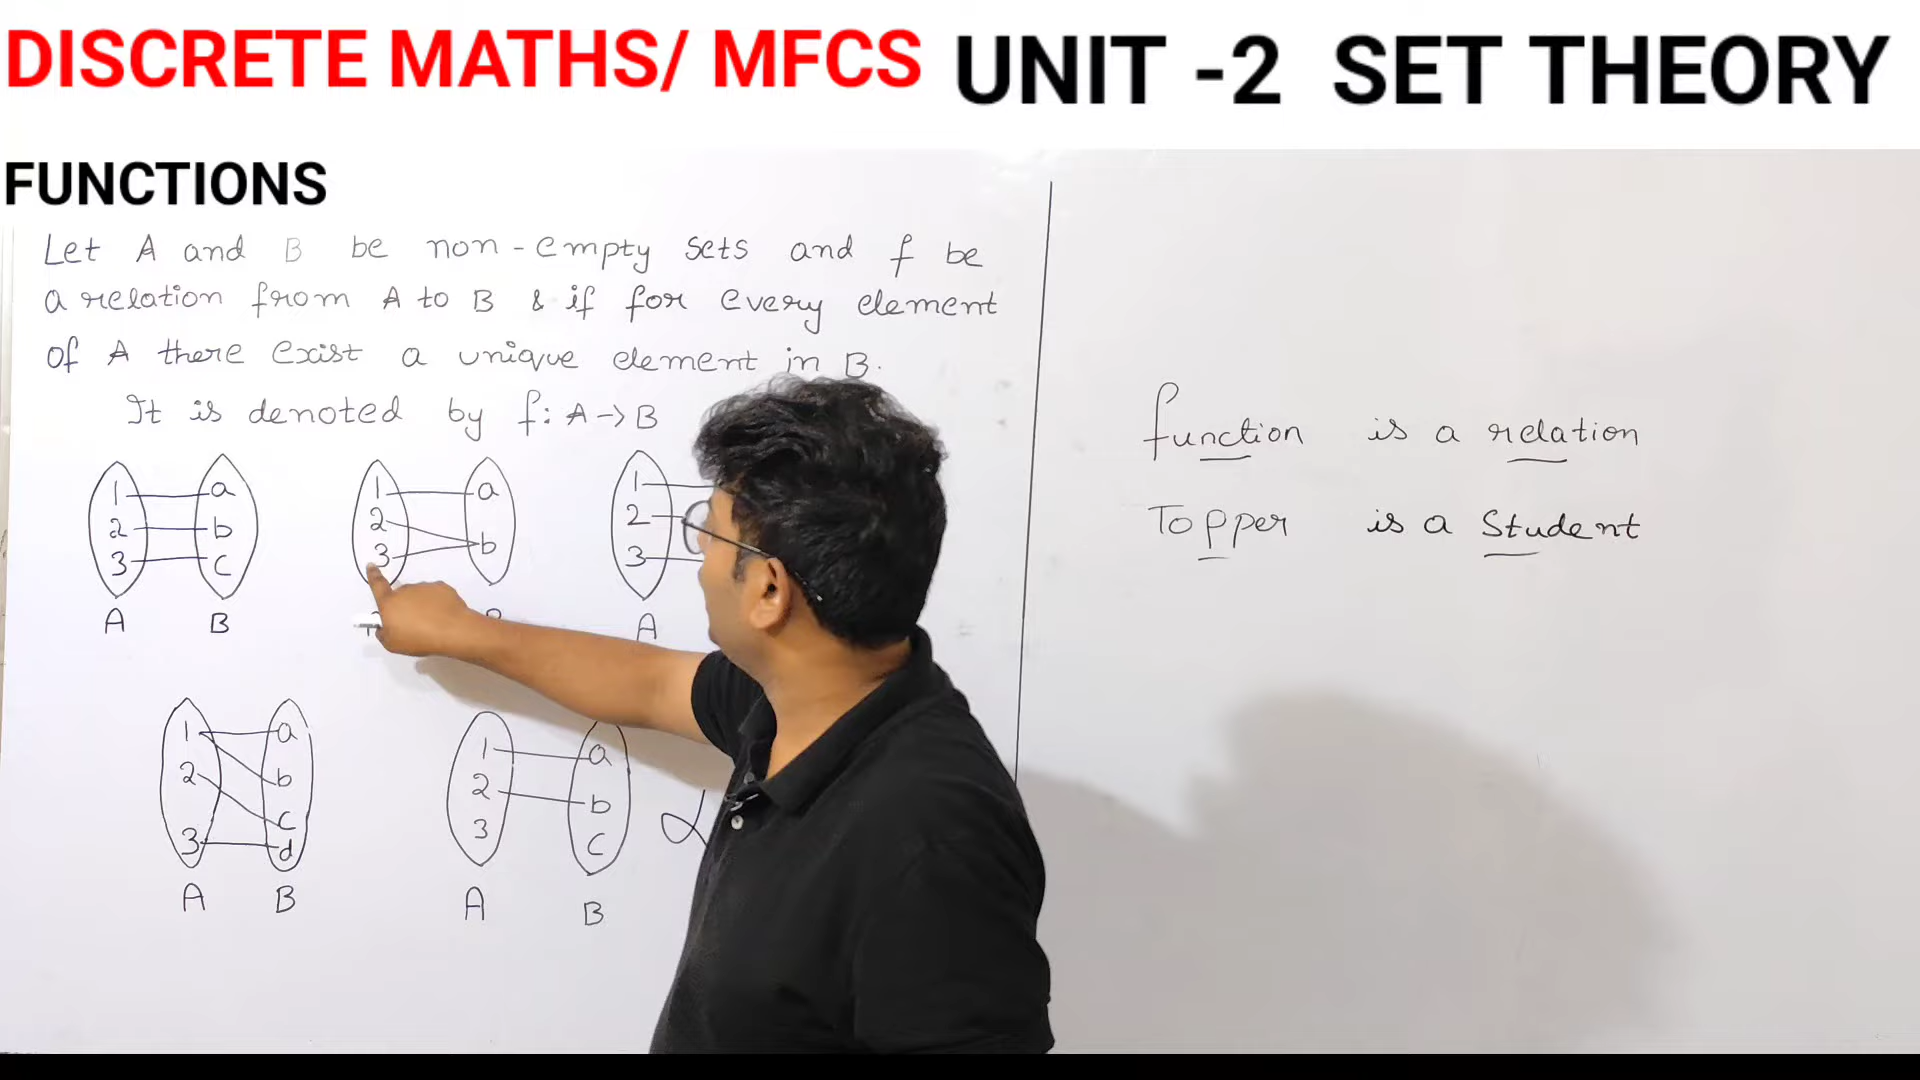 DISCRETE MATHS/ MFCS UNIT -2 SET THEORY
FUNCTIONS
Let A and B be non-empty sets and f be
a relation from A to B & if for every element
of A there exist a unique element in B.
It is denoted by f: A -> B
function is a relation
Topper is a student
1 a
2 b
3 c
A B
1 a
2
3 b
1
2
3
A
1 a
2 b
c
3 d
A B
1 a
2 b
3 c
A B